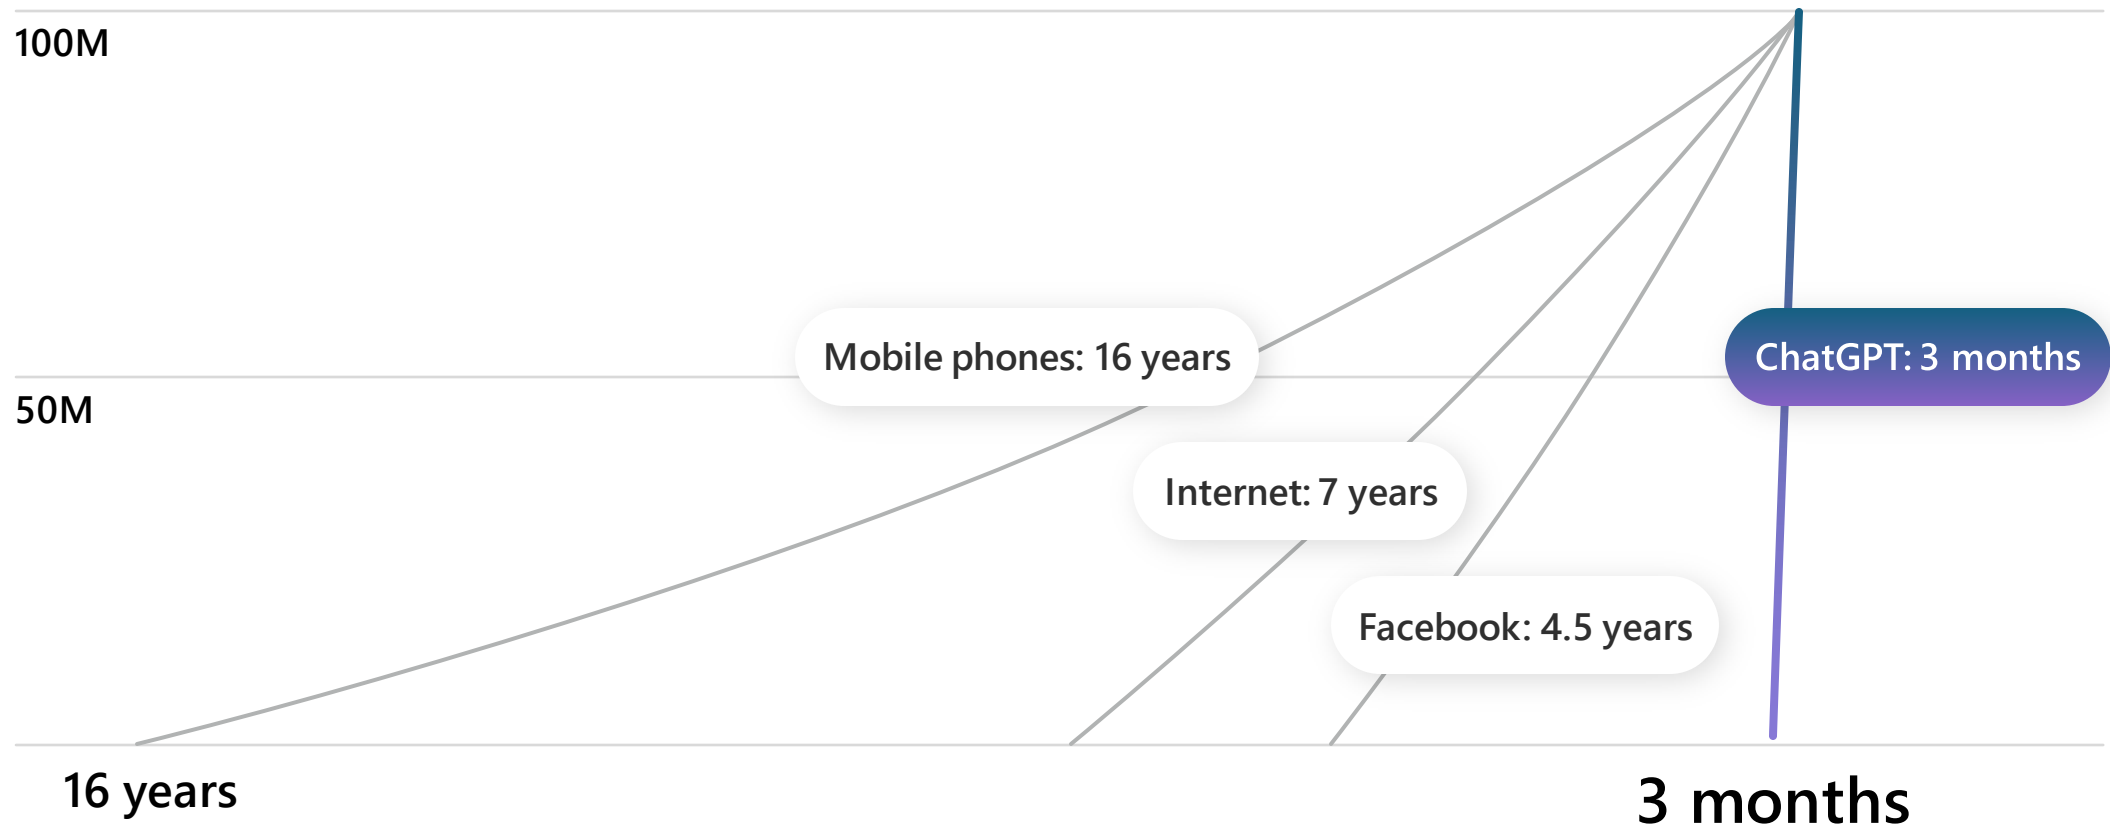 100M
Mobile phones: 16 years
ChatGPT: 3 months
50M
Internet: 7 years
Facebook: 4.5 years
16 years
3 months